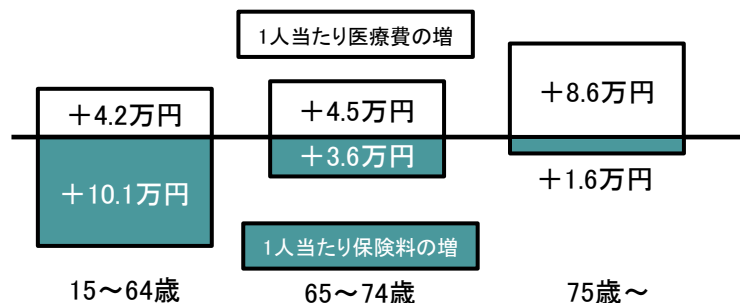 1人当たり医療費の増
+4.2万円
+4.5万円
+8.6万円
+10.1万円
+3.6万円
+1.6万円
1人当たり保険料の増
15~64歳
65~74歳
75歳~